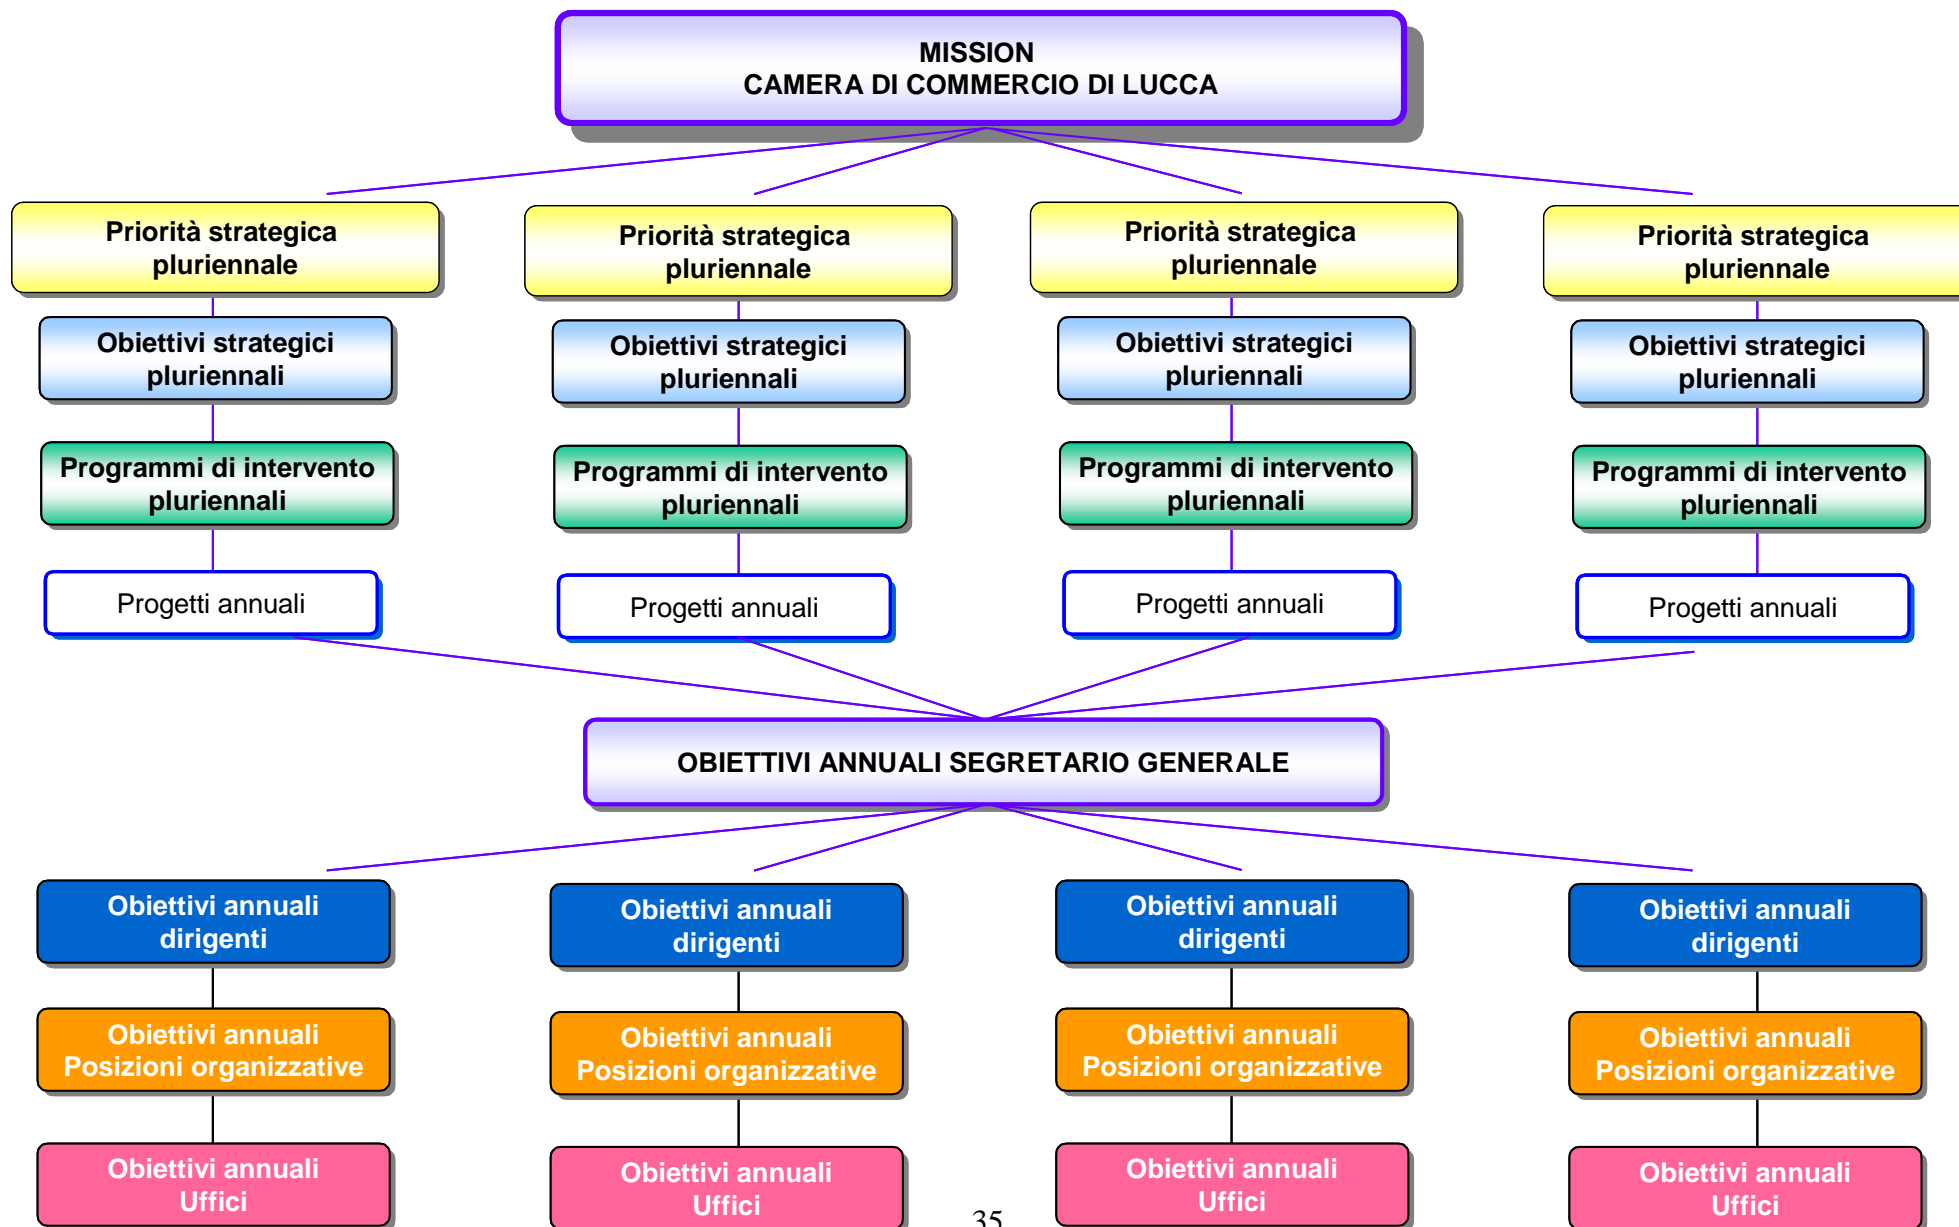 MISSION
CAMERA DI COMMERCIO DI LUCCA
Priorità strategica
pluriennale
Priorità strategica
pluriennale
Priorità strategica
pluriennale
Priorità strategica
pluriennale
Obiettivi strategici
pluriennali
Obiettivi strategici
pluriennali
Obiettivi strategici
pluriennali
Obiettivi strategici
pluriennali
Programmi di intervento
pluriennali
Programmi di intervento
pluriennali
Programmi di intervento
pluriennali
Programmi di intervento
pluriennali
Progetti annuali
Progetti annuali
Progetti annuali
Progetti annuali
OBIETTIVI ANNUALI SEGRETARIO GENERALE
Obiettivi annuali
dirigenti
Obiettivi annuali
dirigenti
Obiettivi annuali
dirigenti
Obiettivi annuali
dirigenti
Obiettivi annuali
Posizioni organizzative
Obiettivi annuali
Posizioni organizzative
Obiettivi annuali
Posizioni organizzative
Obiettivi annuali
Posizioni organizzative
Obiettivi annuali
Uffici
Obiettivi annuali
Uffici
Obiettivi annuali
Uffici
Obiettivi annuali
Uffici
35